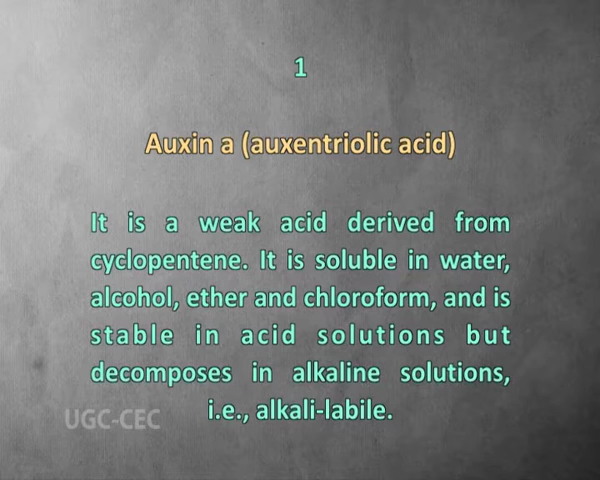 1
Auxin a (auxentriolic acid)
It is a weak acid derived from
cyclopentene. It is soluble in water,
alcohol, ether and chloroform, and is
stable in acid solutions but
decomposes in alkaline solutions,
i.e., alkali-labile.
UGC-CEC